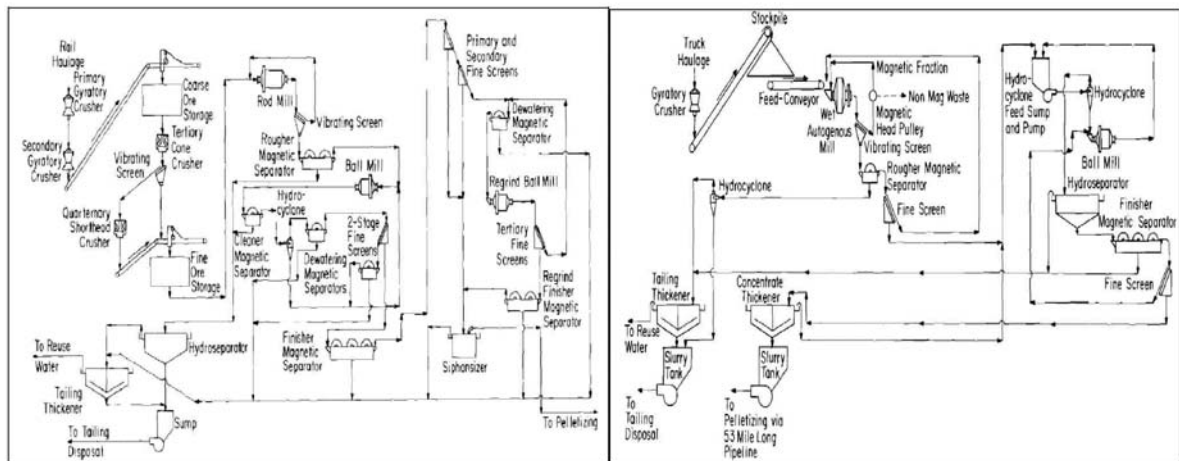 Rail
Haulage
Primary
Gyratory
Crusher
Secondary
Gyratory
Crusher
Coarse
Ore
Storage
Tertiary
Cone
Crusher
Vibrating
Screen
Quarternary
Shorthead
Crusher
Fine
Ore
Storage
Rod Mill
Vibrating Screen
Rougher
Magnetic
Separator
Ball Mill
Hydro-
cyclone
Cleaner
Magnetic
Separator
2-Stage
Fine
Screens
Dewatering
Magnetic
Separators
Finisher
Magnetic
Separator
Hydroseparator
To Reuse
Water
Tailing
Thickener
Sump
To Tailing
Disposal
Primary and
Secondary
Fine Screens
Dewatering
Magnetic
Separator
Regrind Ball Mill
Tertiary Fine
Screens
Regrind
Finisher
Magnetic
Separator
Siphonsizer
To Pelletizing
Stockpile
Truck
Haulage
Gyratory
Crusher
Feed-Conveyor
Wet
Autogenous
Mill
Magnetic Fraction
Non Mag Waste
Magnetic
Head Pulley
Vibrating Screen
Rougher Magnetic
Separator
Hydrocyclone
Fine Screen
Hydro-
cyclone
Feed Sump
and Pump
Hydrocyclone
Ball Mill
Hydroseparator
Finisher
Magnetic Separator
Fine Screen
Tailing
Thickener
Concentrate
Thickener
To Reuse
Water
Slurry
Tank
Slurry
Tank
To
Tailing
Disposal
To
Pelletizing via
53 Mile Long
Pipeline